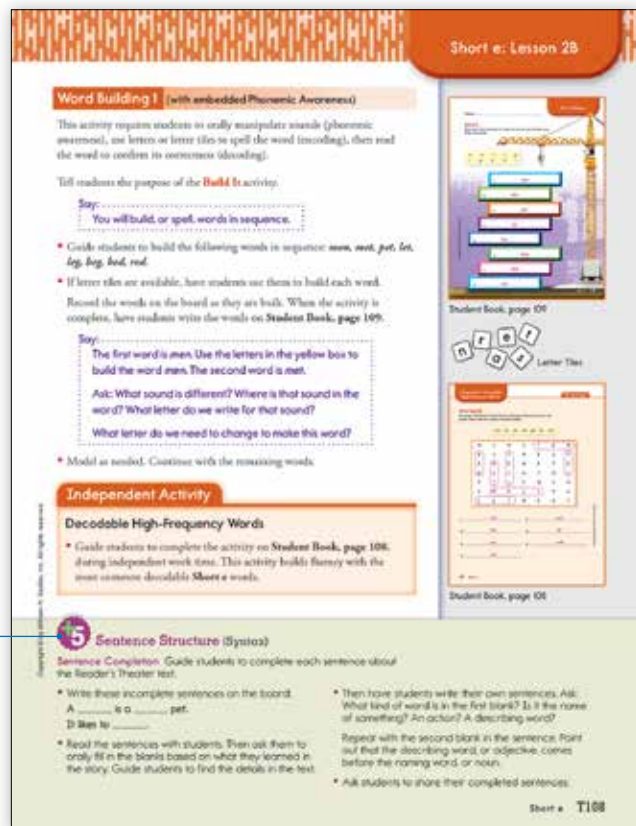 Short e: Lesson 2B
Word Building 1 (with embedded Phonemic Awareness)
This activity requires students to orally manipulate sounds (phonemic
awareness), use letters or letter tiles to spell the word (encoding), then read
the word to confirm its correctness (decoding).
Tell students the purpose of the Build It activity.
Say:
You will build, or spell, words in sequence.
• Guide students to build the following words in sequence: men, met, pet, let,
leg, beg, bed, red.
• If letter tiles are available, have students use them to build each word.
Record the words on the board as they are built. When the activity is
complete, have students write the words on Student Book, page 109.
Say:
The first word is men. Use the letters in the yellow box to
build the word men. The second word is met.
Ask: What sound is different? Where is that sound in the
word? What letter do we write for that sound?
What letter do we need to change to make this word?
• Model as needed. Continue with the remaining words.
Student Book, page 109
n r e t
a s
Letter Tiles
Student Book, page 108
Independent Activity
Decodable High-Frequency Words
• Guide students to complete the activity on Student Book, page 108,
during independent work time. This activity builds fluency with the
most common decodable Short e words.
+5 Sentence Structure (Syntax)
Sentence Completion Guide students to complete each sentence about
the Reader's Theater text.
• Write these incomplete sentences on the board.
A ______ is a ______ pet.
It likes to ______.
• Read the sentences with students. Then ask them to
orally fill in the blanks based on what they learned in
the story. Guide students to find the details in the text.
• Then have students write their own sentences. Ask:
What kind of word is in the first blank? Is it the name
of something? An action? A describing word?
Repeat with the second blank in the sentence. Point
out that the describing word, or adjective, comes
before the naming word, or noun.
• Ask students to share their completed sentences.
Short e T108